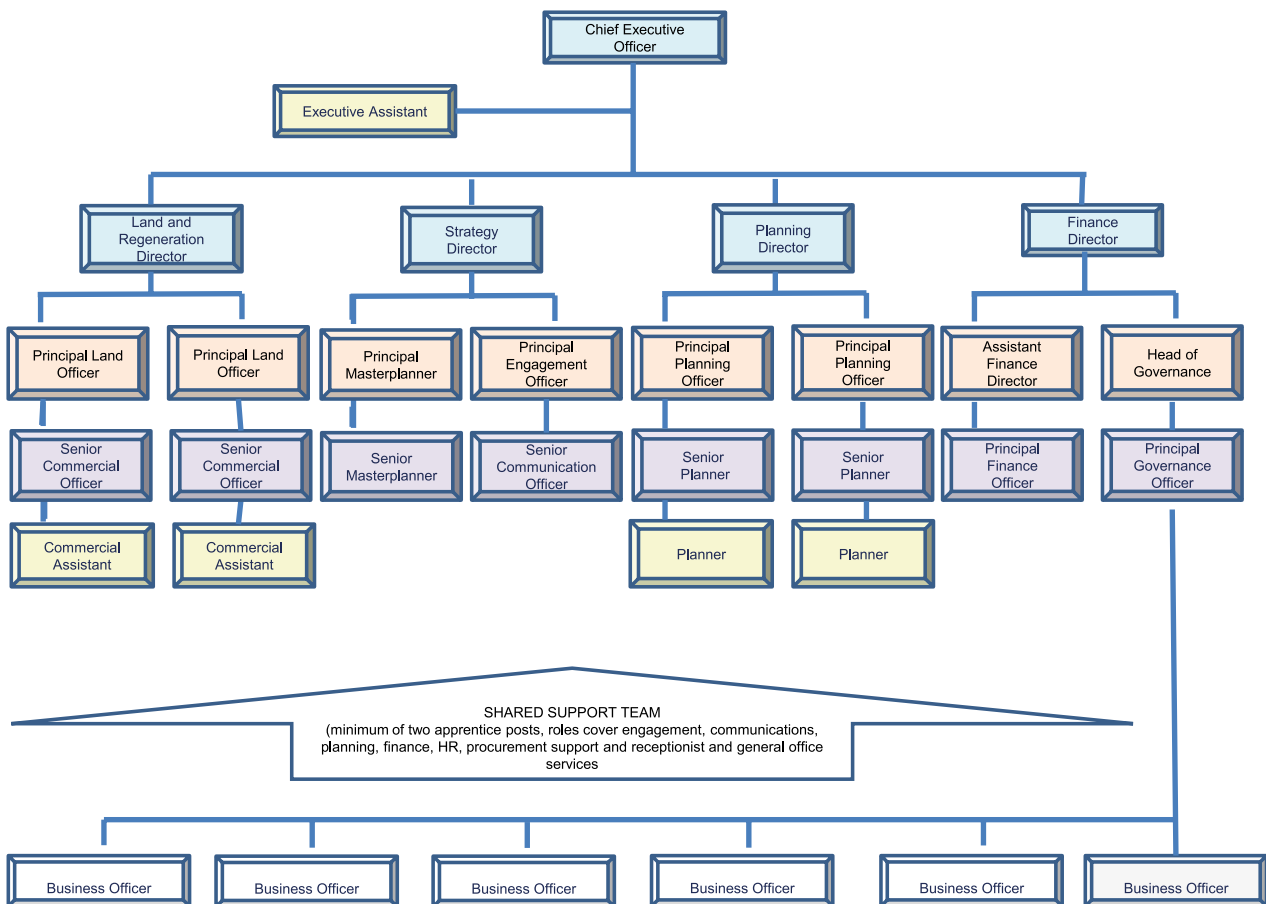 Chief Executive
Officer
Executive Assistant
Land and
Regeneration
Director
Strategy
Director
Planning
Director
Finance
Director
Principal Land
Officer
Principal Land
Officer
Principal
Masterplanner
Principal
Engagement
Officer
Principal
Planning
Officer
Principal
Planning
Officer
Assistant
Finance
Director
Head of
Governance
Senior
Commercial
Officer
Senior
Commercial
Officer
Senior
Masterplanner
Senior
Communication
Officer
Senior
Planner
Senior
Planner
Principal
Finance
Officer
Principal
Governance
Officer
Commercial
Assistant
Commercial
Assistant
Planner
Planner
SHARED SUPPORT TEAM
(minimum of two apprentice posts, roles cover engagement, communications,
planning, finance, HR, procurement support and receptionist and general office
services
Business Officer
Business Officer
Business Officer
Business Officer
Business Officer
Business Officer